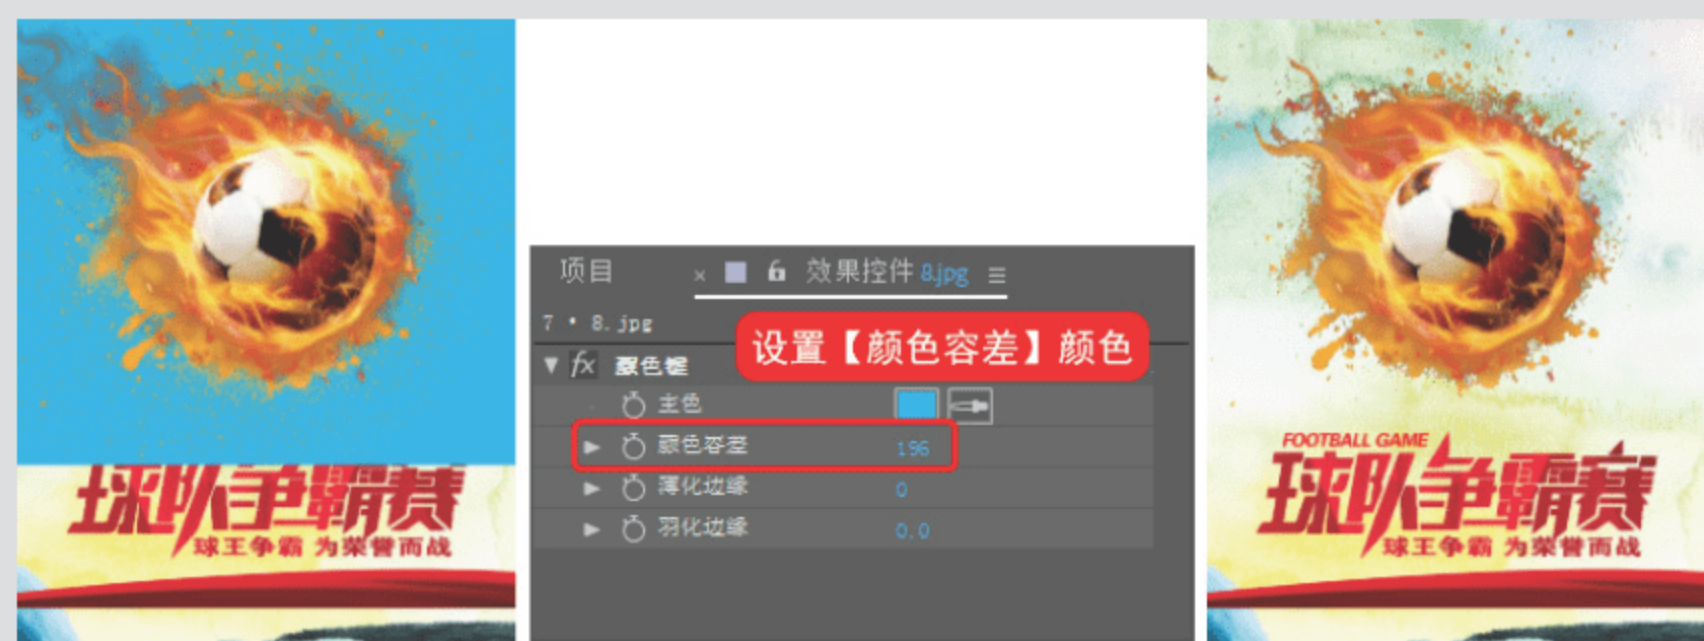 球队争霸赛
球王争霸 为荣誉而战
项目
× 效果控件 8.jpg ≡
7 • 8.jpg
设置【颜色容差】颜色
fx 颜色键
主色
颜色容差 196
薄化边缘 0
羽化边缘 0.0
FOOTBALL GAME
球队争霸赛
球王争霸 为荣誉而战